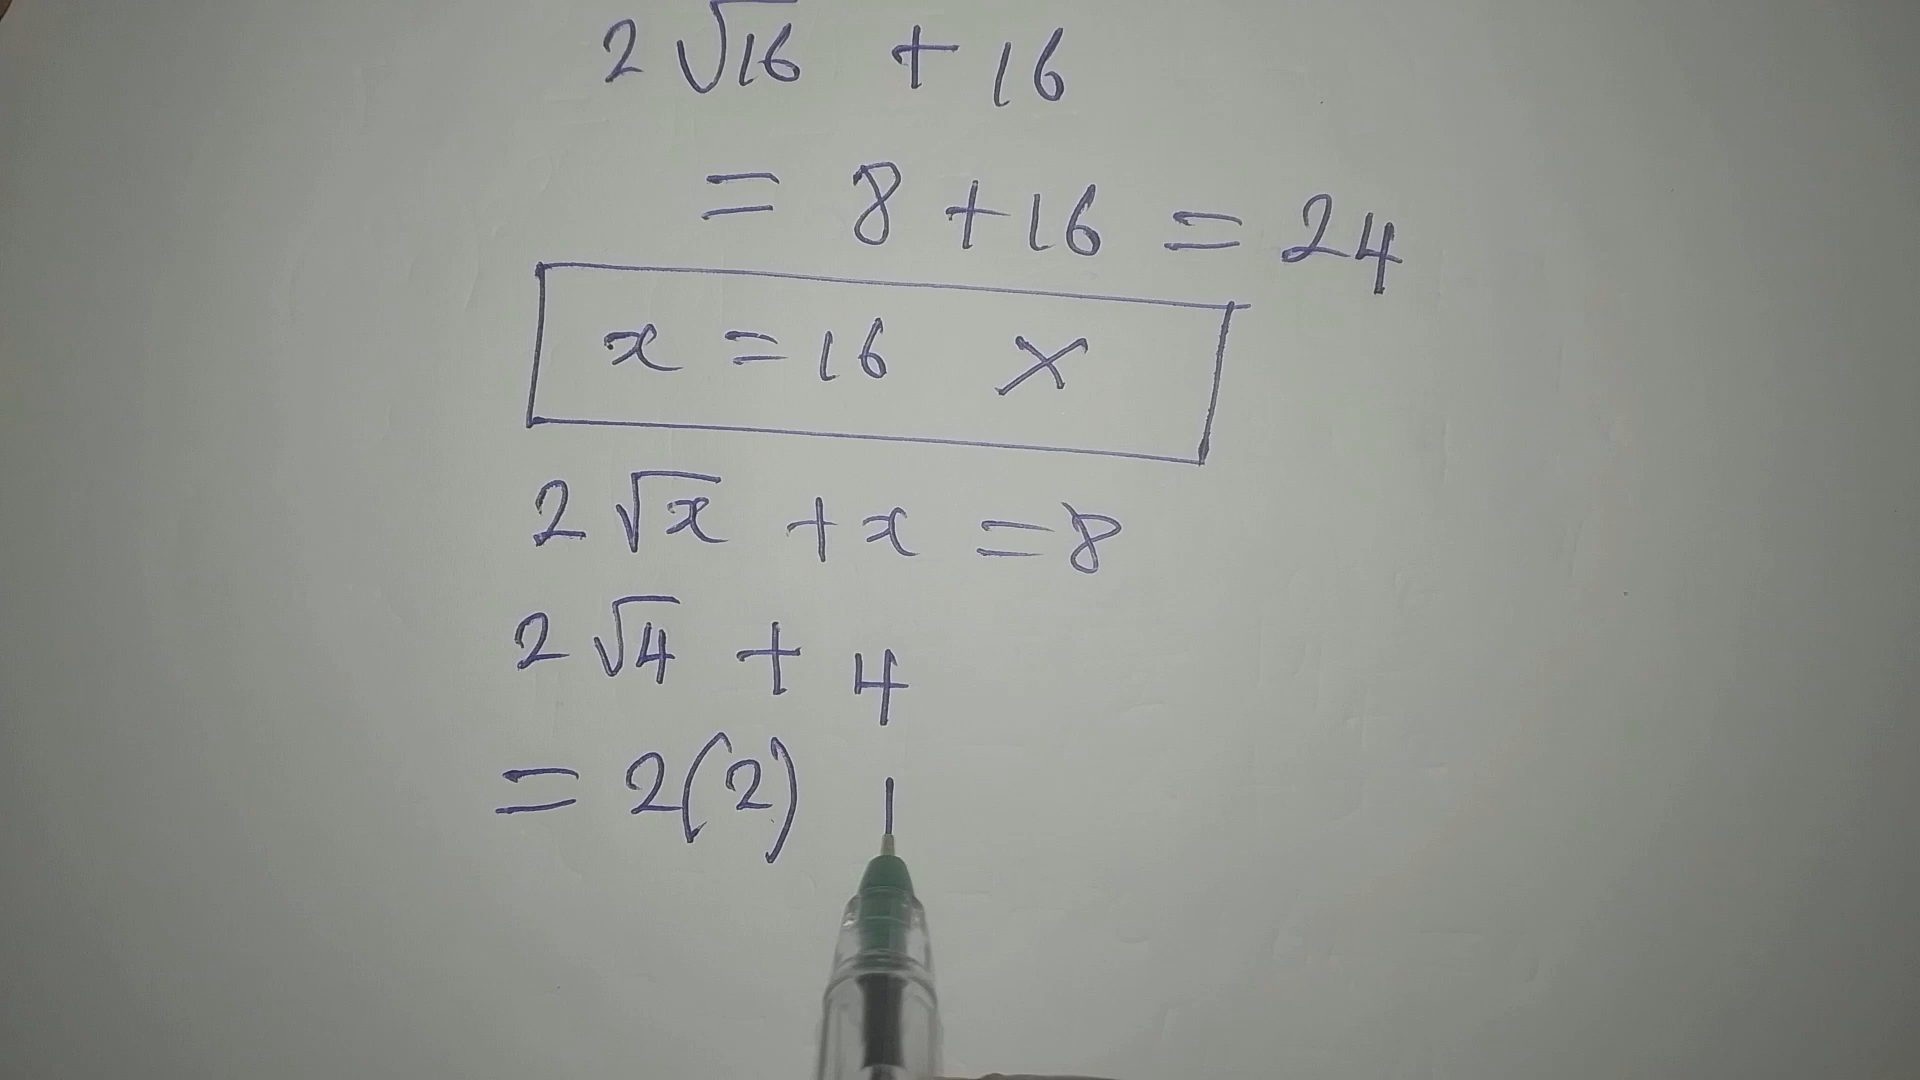 2 √16 + 16
= 8 + 16 = 24
x = 16 ×
2 √x + x = 8
2 √4 + 4
= 2(2)